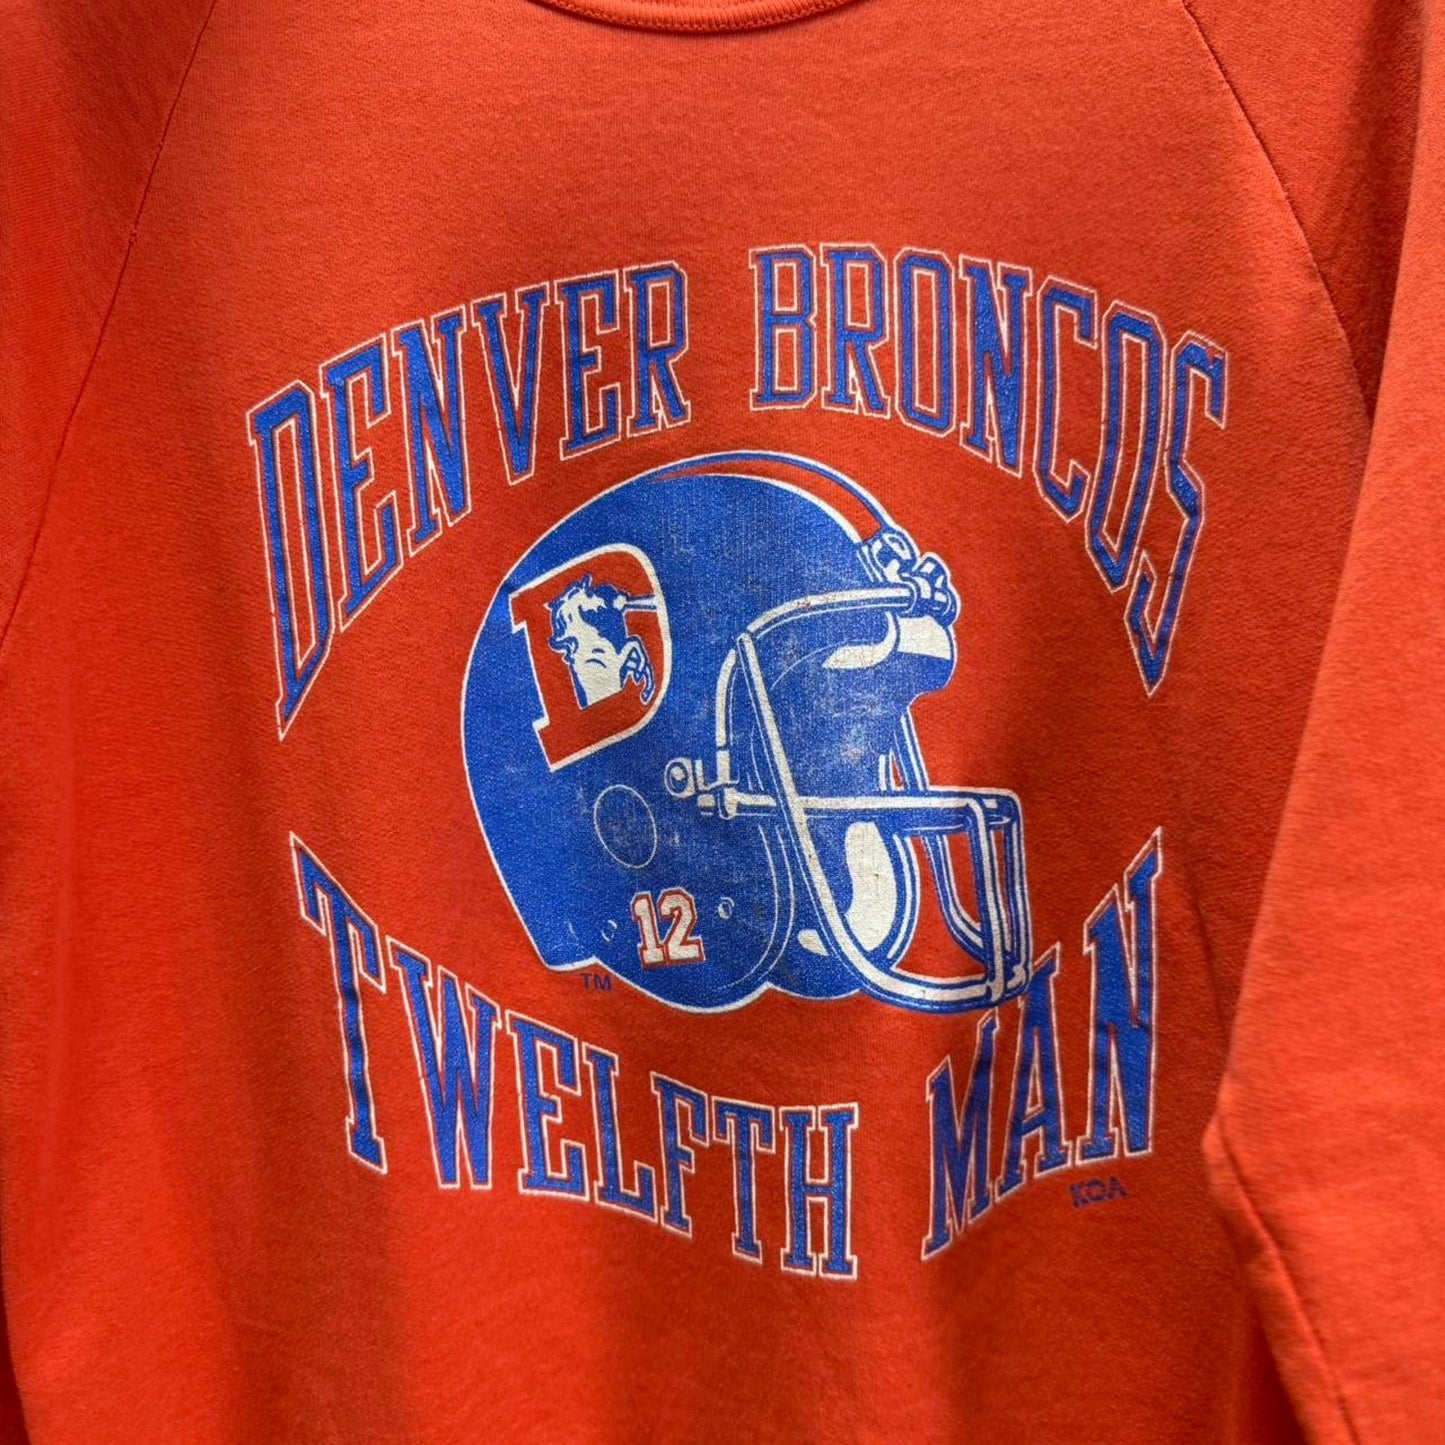 DENVER BRONCOS
12
TM
TWELFTH MAN
KOA